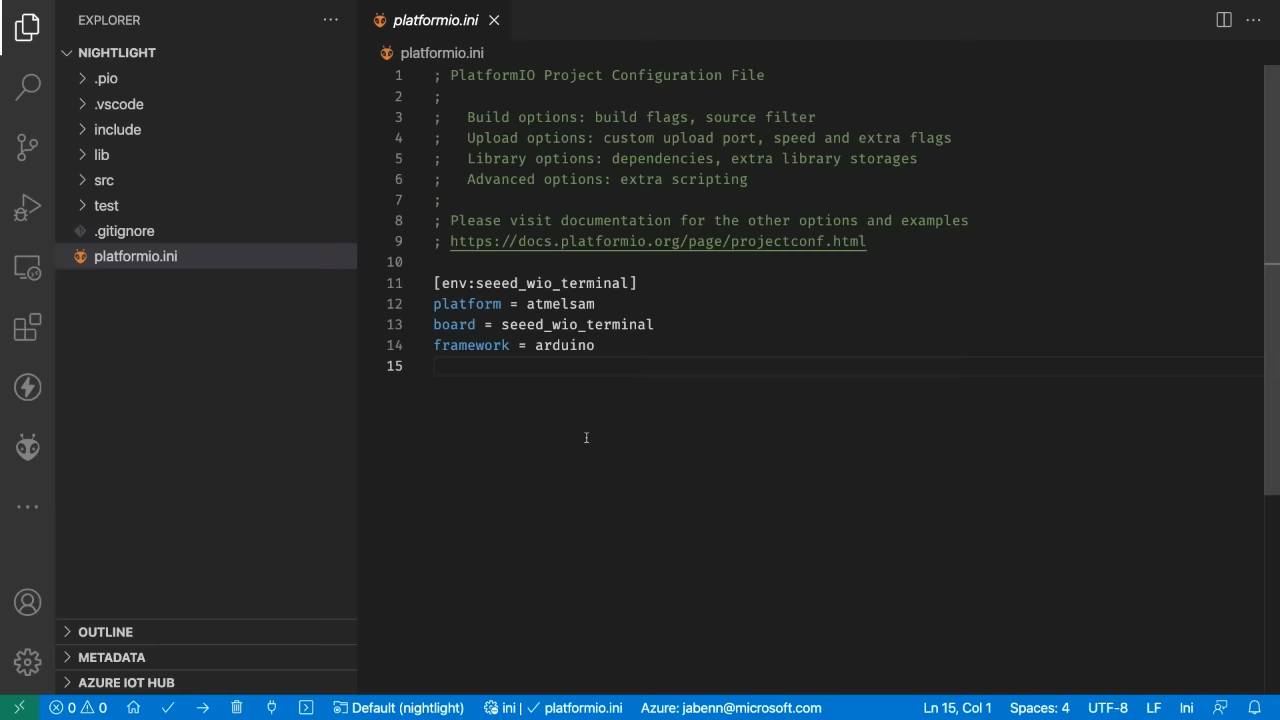 EXPLORER
NIGHTLIGHT
.pio
.vscode
include
lib
src
test
.gitignore
platformio.ini
OUTLINE
METADATA
AZURE IOT HUB
platformio.ini
platformio.ini
1 ; PlatformIO Project Configuration File
2 ;
3 ;   Build options: build flags, source filter
4 ;   Upload options: custom upload port, speed and extra flags
5 ;   Library options: dependencies, extra library storages
6 ;   Advanced options: extra scripting
7 ;
8 ; Please visit documentation for the other options and examples
9 ; https://docs.platformio.org/page/projectconf.html
10
11 [env:seeed_wio_terminal]
12 platform = atmelsam
13 board = seeed_wio_terminal
14 framework = arduino
15
0 0 Default (nightlight) ini | platformio.ini Azure: jabenn@microsoft.com Ln 15, Col 1 Spaces: 4 UTF-8 LF Ini